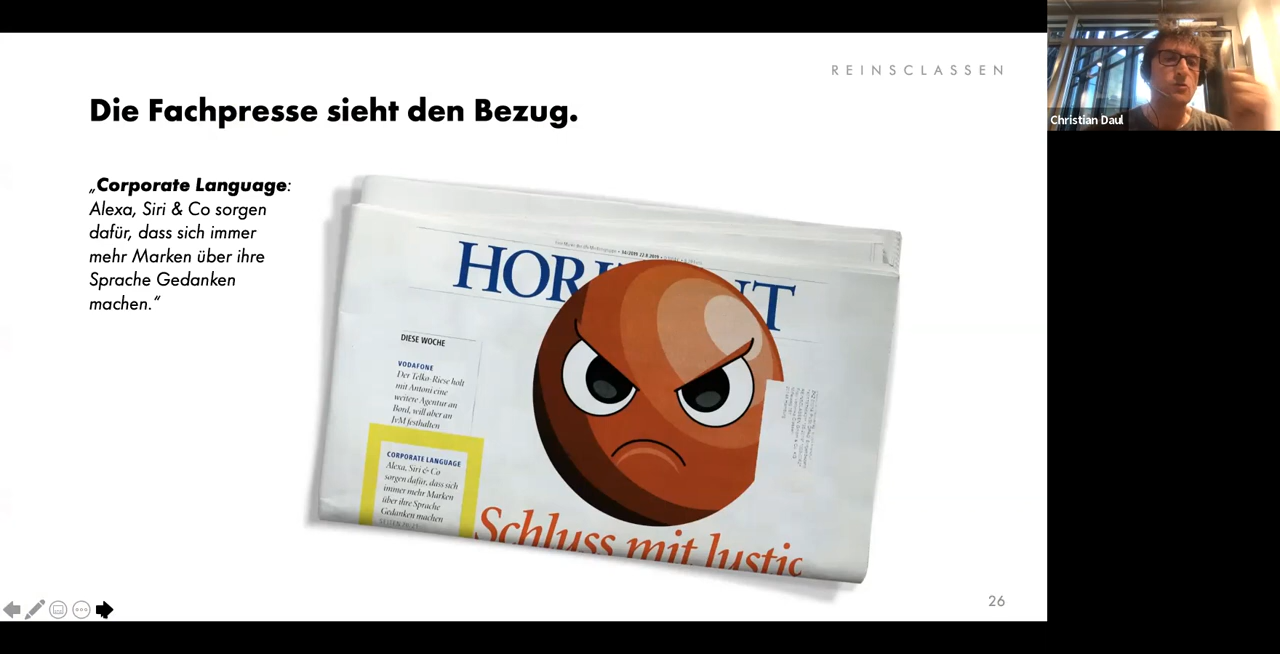 REINSCLASSEN
Die Fachpresse sieht den Bezug.
„Corporate Language:
Alexa, Siri & Co sorgen
dafür, dass sich immer
mehr Marken über ihre
Sprache Gedanken
machen.“
HOR
NT
DIESE WOCHE
VODAFONE
Der Telko-Riese holt
mit Antoni eine
weitere Agentur an
Bord, will aber an
JvM festhalten
CORPORATE LANGUAGE
Alexa, Siri & Co
sorgen dafür, dass sich
immer mehr Marken
über ihre Sprache
Gedanken machen
Schluss mit lustig
26
Christian Daul